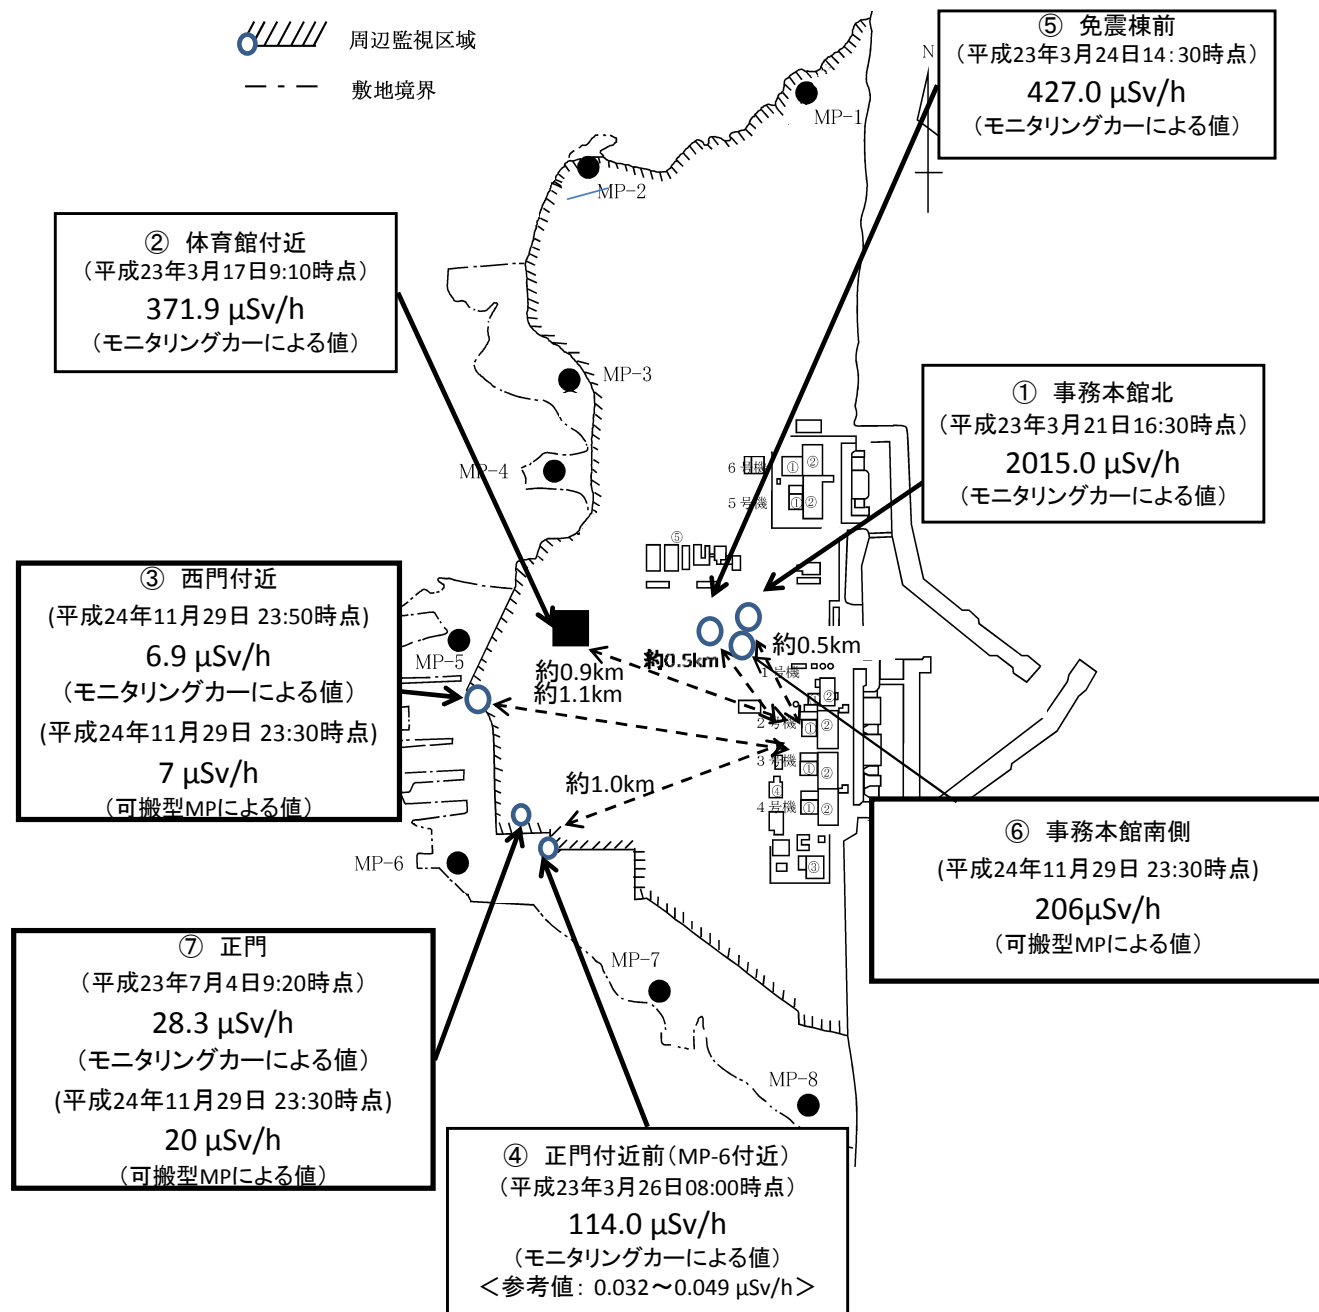 周辺監視区域
敷地境界
⑤ 免震棟前
（平成23年3月24日14:30時点）
427.0 µSv/h
（モニタリングカーによる値）
N
MP-1
MP-2
② 体育館付近
（平成23年3月17日9:10時点）
371.9 µSv/h
（モニタリングカーによる値）
MP-3
① 事務本館北
（平成23年3月21日16:30時点）
2015.0 µSv/h
（モニタリングカーによる値）
MP-4
6号機
① ②
5号機
① ②
⑤
③ 西門付近
(平成24年11月29日 23:50時点)
6.9 µSv/h
（モニタリングカーによる値）
(平成24年11月29日 23:30時点)
7 µSv/h
（可搬型MPによる値）
MP-5
約0.9km
約1.1km
約0.5km
約0.5km
1号機
②
2号機
① ②
3号機
① ②
④
4号機
① ②
③
約1.0km
MP-6
⑥ 事務本館南側
(平成24年11月29日 23:30時点)
206µSv/h
（可搬型MPによる値）
⑦ 正門
（平成23年7月4日9:20時点）
28.3 µSv/h
（モニタリングカーによる値）
(平成24年11月29日 23:30時点)
20 µSv/h
（可搬型MPによる値）
MP-7
MP-8
④ 正門付近前（MP-6付近）
（平成23年3月26日08:00時点）
114.0 µSv/h
（モニタリングカーによる値）
＜参考値： 0.032～0.049 µSv/h＞